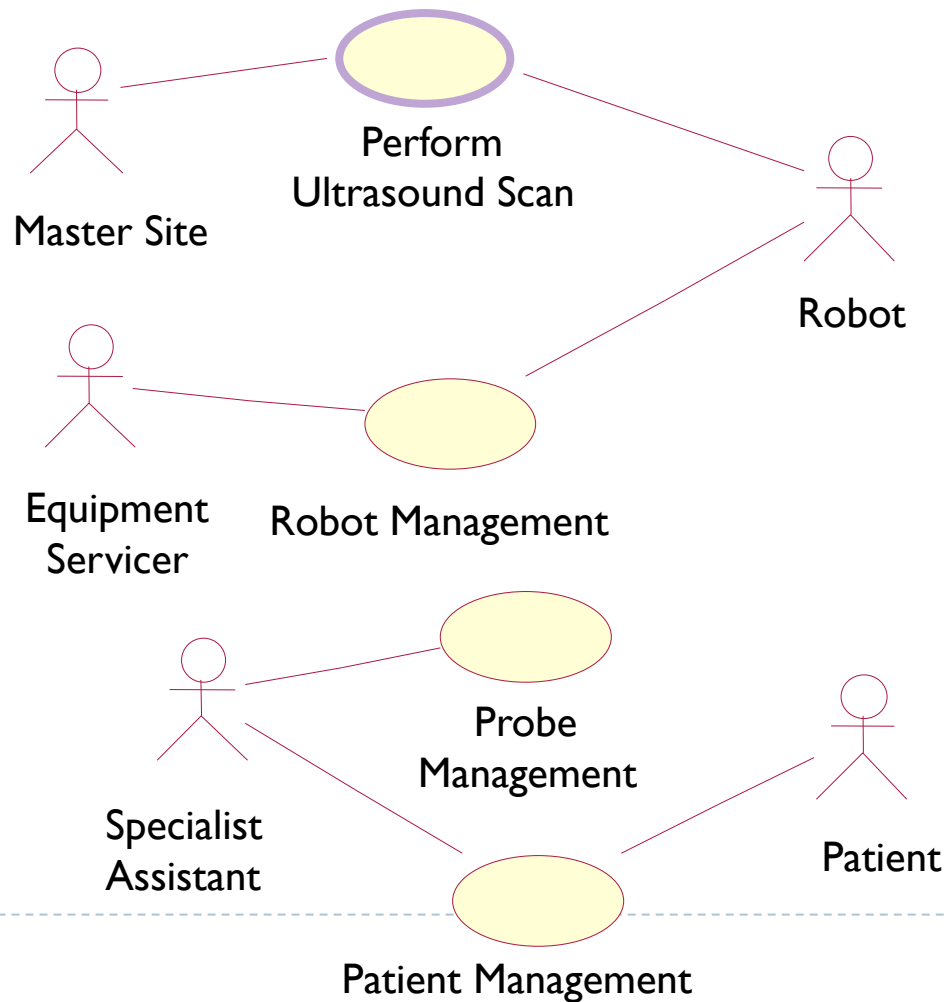 Perform
Ultrasound Scan
Master Site
Robot
Equipment
Servicer
Robot Management
Probe
Management
Specialist
Assistant
Patient
Patient Management